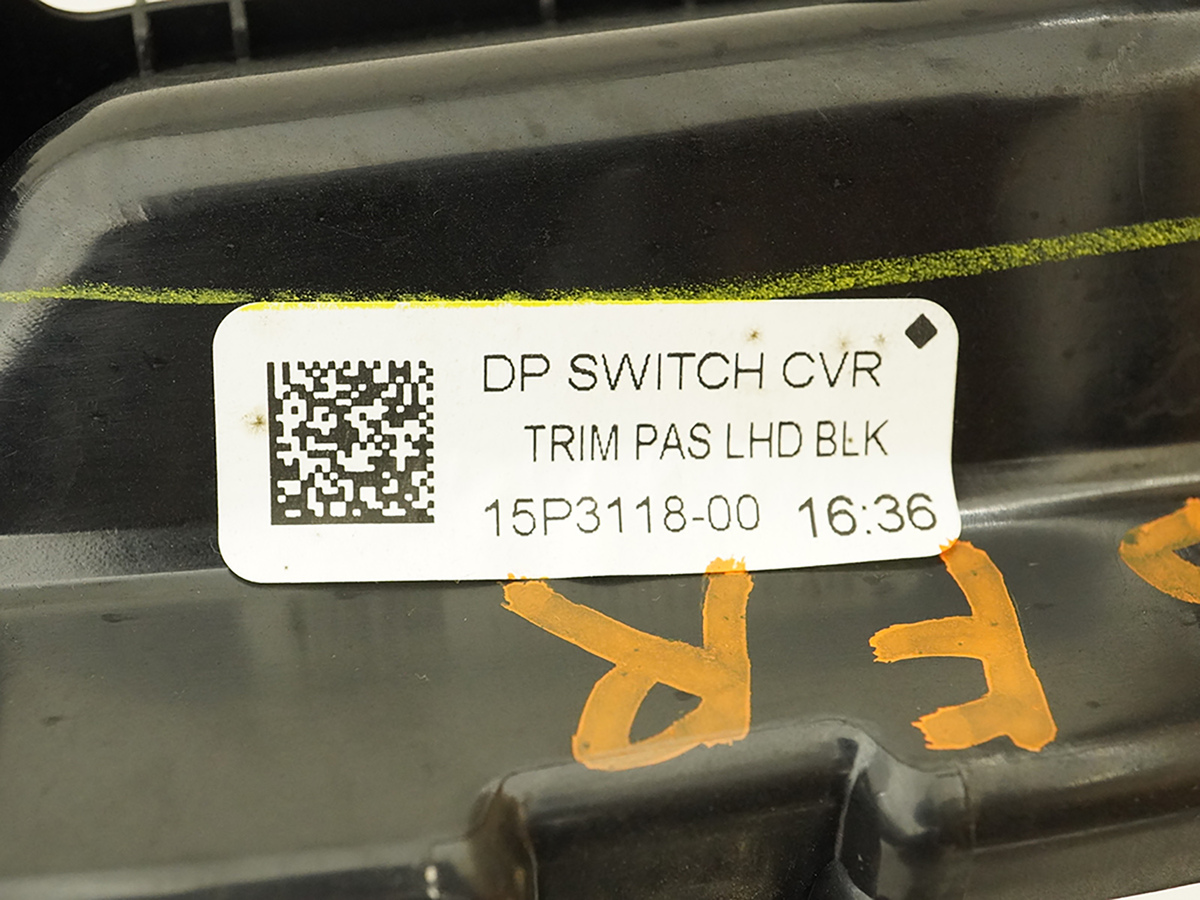 DP SWITCH CVR
TRIM PAS LHD BLK
15P3118-00 16:36
F R